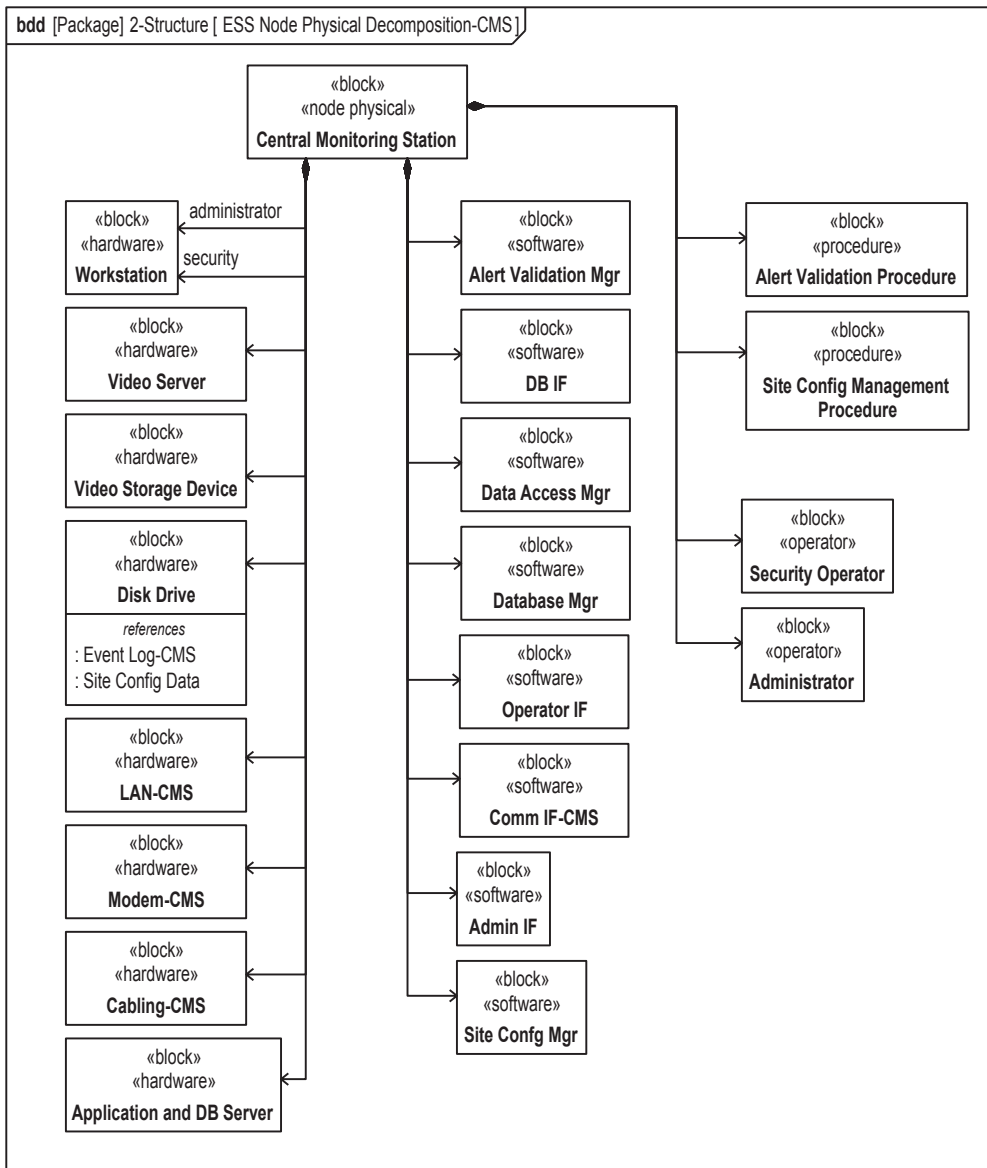 bdd [Package] 2-Structure [ ESS Node Physical Decomposition-CMS ]
«block»
«node physical»
Central Monitoring Station
administrator
security
«block»
«hardware»
Workstation
«block»
«hardware»
Video Server
«block»
«hardware»
Video Storage Device
«block»
«hardware»
Disk Drive
references
: Event Log-CMS
: Site Config Data
«block»
«hardware»
LAN-CMS
«block»
«hardware»
Modem-CMS
«block»
«hardware»
Cabling-CMS
«block»
«hardware»
Application and DB Server
«block»
«software»
Alert Validation Mgr
«block»
«software»
DB IF
«block»
«software»
Data Access Mgr
«block»
«software»
Database Mgr
«block»
«software»
Operator IF
«block»
«software»
Comm IF-CMS
«block»
«software»
Admin IF
«block»
«software»
Site Confg Mgr
«block»
«procedure»
Alert Validation Procedure
«block»
«procedure»
Site Config Management
Procedure
«block»
«operator»
Security Operator
«block»
«operator»
Administrator